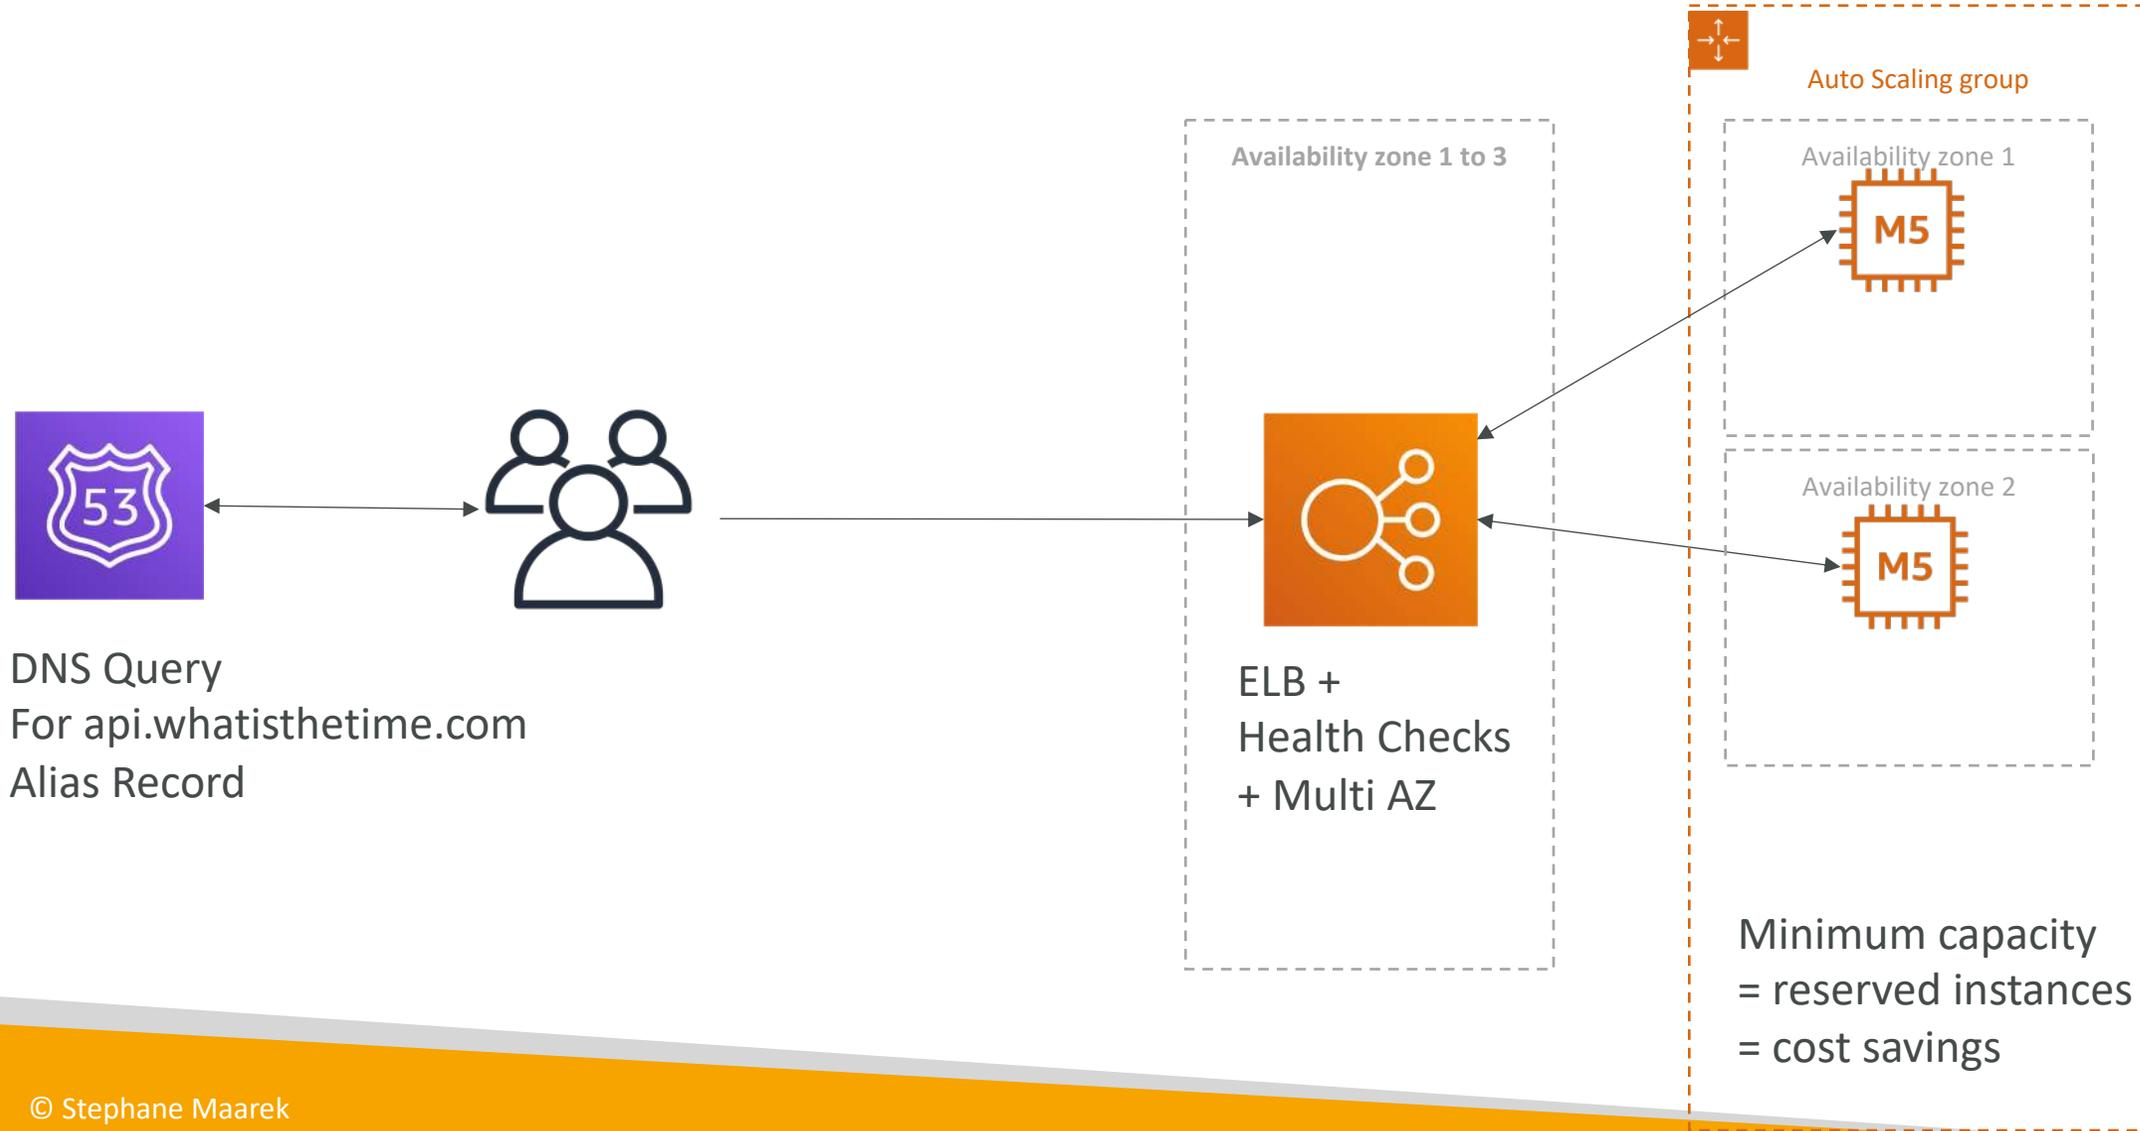 Auto Scaling group
Availability zone 1 to 3
Availability zone 1
M5
53
Availability zone 2
M5
DNS Query
For api.whatisthetime.com
Alias Record
ELB +
Health Checks
+ Multi AZ
Minimum capacity
= reserved instances
= cost savings
© Stephane Maarek